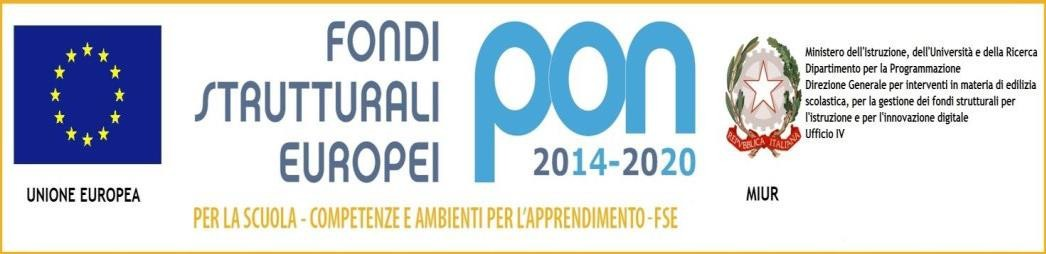 UNIONE EUROPEA
FONDI
STRUTTURALI
EUROPEI
pon
2014-2020
PER LA SCUOLA - COMPETENZE E AMBIENTI PER L'APPRENDIMENTO-FSE
REPVBBLICA ITALIANA
Ministero dell'Istruzione, dell'Università e della Ricerca
Dipartimento per la Programmazione
Direzione Generale per interventi in materia di edilizia
scolastica, per la gestione dei fondi strutturali per
l'istruzione e per l'innovazione digitale
Ufficio IV
MIUR